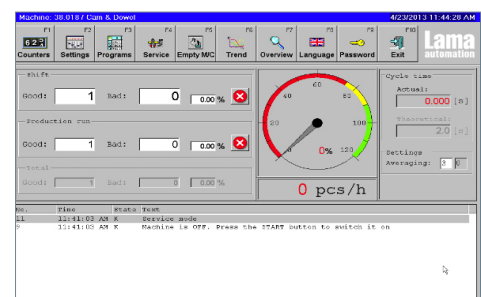 Machine: 38.018 / Cam & Dowel 4/23/2013 11:44:28 AM
F1 F2 F3 F4 F5 F6 F7 F8 F9 F10
623
Counters Settings Programs Service Empty M/C Trend Overview Language Password Exit
Lama
automation
Shift
Good: 1 Bad: 0 0.00 %
Production run
Good: 1 Bad: 0 0.00 %
Total
Good: 1 Bad: 0 0.00 %
20 40 60 80 100 120
0%
0 pcs/h
Cycle time
Actual:
0.000 [s]
Theoretical:
2.0 [s]
Settings
Averaging: 3
No. Time State Text
11 11:41:03 AM K Service mode
9 11:41:03 AM K Machine is OFF. Press the START button to switch it on